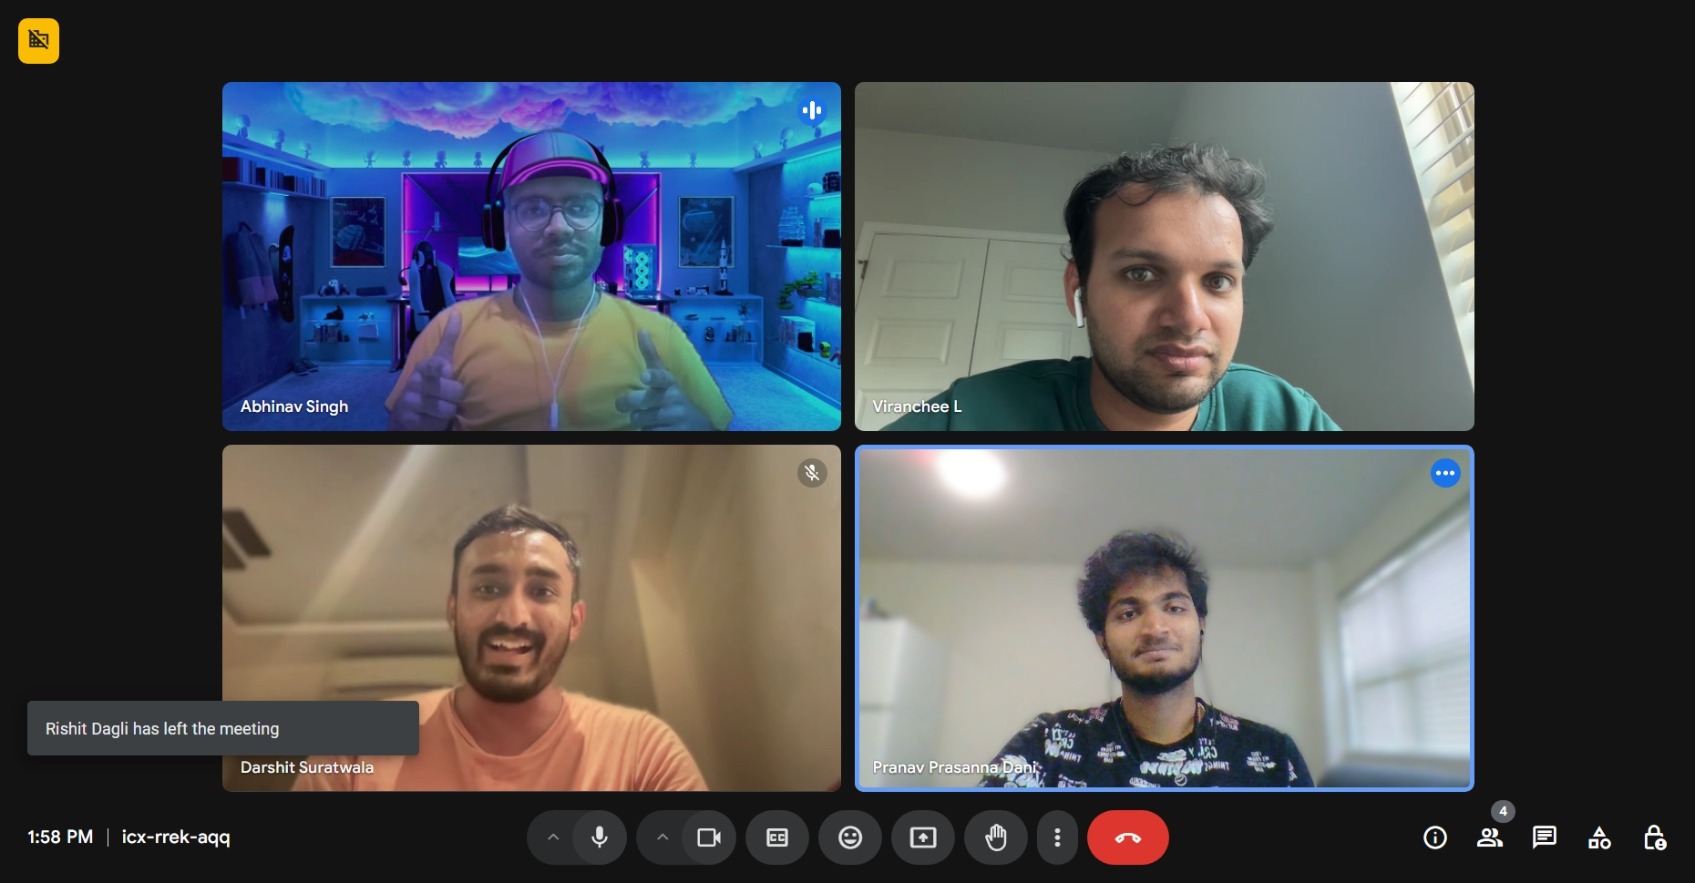 Abhinav Singh
Viranchee L
Rishit Dagli has left the meeting
Darshit Suratwala
Pranav Prasanna Dani
1:58 PM | icx-rrek-aqq
CC
4